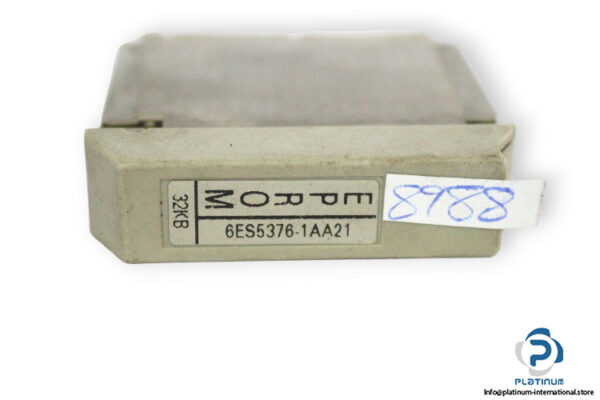 EPROM
32KB
6ES5376-1AA21
8988
PLATINUM
Info@platinum-international.store